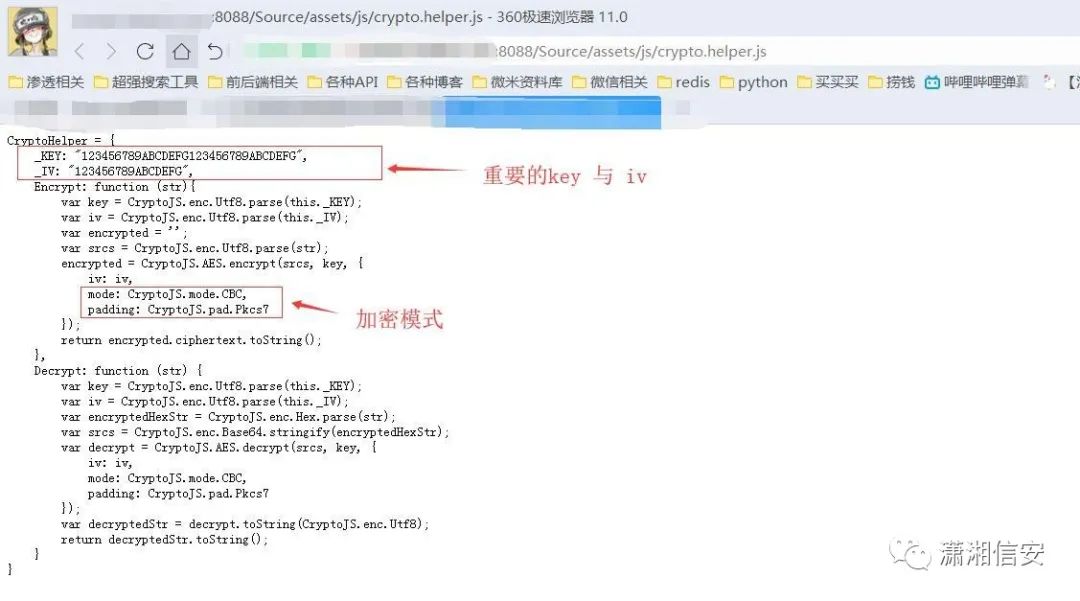 :8088/Source/assets/js/crypto.helper.js - 360极速浏览器 11.0
:8088/Source/assets/js/crypto.helper.js
渗透相关 超强搜索工具 前后端相关 各种API 各种博客 微米资料库 微信相关 redis python 买买买 捞钱 哔哩哔哩弹幕
CryptoHelper = {
_KEY: "123456789ABCDEFG123456789ABCDEFG",
_IV: "123456789ABCDEFG",
重要的key 与 iv
Encrypt: function (str){
var key = CryptoJS.enc.Utf8.parse(this._KEY);
var iv = CryptoJS.enc.Utf8.parse(this._IV);
var encrypted = '';
var srcs = CryptoJS.enc.Utf8.parse(str);
encrypted = CryptoJS.AES.encrypt(srcs, key, {
iv: iv,
mode: CryptoJS.mode.CBC,
padding: CryptoJS.pad.Pkcs7
加密模式
});
return encrypted.ciphertext.toString();
},
Decrypt: function (str) {
var key = CryptoJS.enc.Utf8.parse(this._KEY);
var iv = CryptoJS.enc.Utf8.parse(this._IV);
var encryptedHexStr = CryptoJS.enc.Hex.parse(str);
var srcs = CryptoJS.enc.Base64.stringify(encryptedHexStr);
var decrypt = CryptoJS.AES.decrypt(srcs, key, {
iv: iv,
mode: CryptoJS.mode.CBC,
padding: CryptoJS.pad.Pkcs7
});
var decryptedStr = decrypt.toString(CryptoJS.enc.Utf8);
return decryptedStr.toString();
}
}
潇湘信安